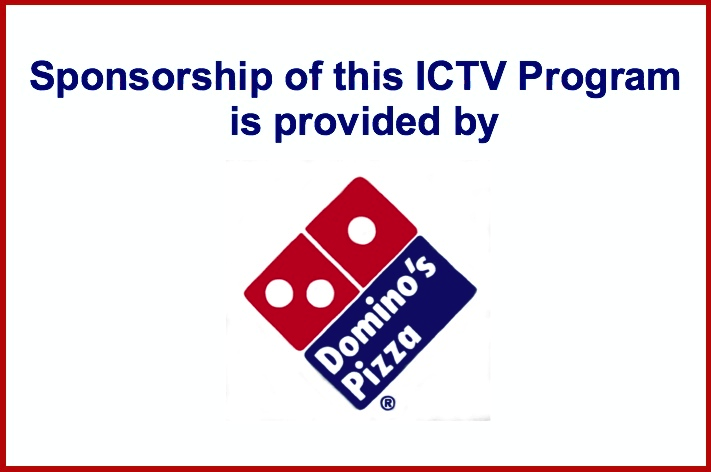 Sponsorship of this ICTV Program
is provided by
Domino's
Pizza
®